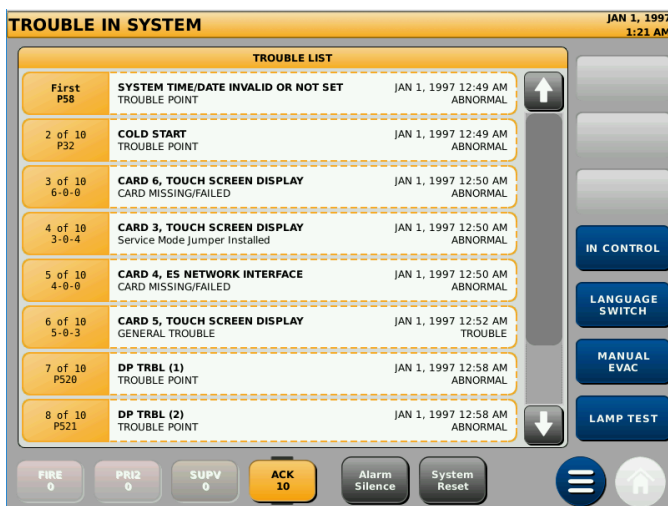 TROUBLE IN SYSTEM
JAN 1, 1997
1:21 AM
TROUBLE LIST
First
P58
SYSTEM TIME/DATE INVALID OR NOT SET
TROUBLE POINT
JAN 1, 1997 12:49 AM
ABNORMAL
2 of 10
P32
COLD START
TROUBLE POINT
JAN 1, 1997 12:49 AM
ABNORMAL
3 of 10
6-0-0
CARD 6, TOUCH SCREEN DISPLAY
CARD MISSING/FAILED
JAN 1, 1997 12:50 AM
ABNORMAL
4 of 10
3-0-4
CARD 3, TOUCH SCREEN DISPLAY
Service Mode Jumper Installed
JAN 1, 1997 12:50 AM
ABNORMAL
5 of 10
4-0-0
CARD 4, ES NETWORK INTERFACE
CARD MISSING/FAILED
JAN 1, 1997 12:50 AM
ABNORMAL
6 of 10
5-0-3
CARD 5, TOUCH SCREEN DISPLAY
GENERAL TROUBLE
JAN 1, 1997 12:52 AM
TROUBLE
7 of 10
P520
DP TRBL (1)
TROUBLE POINT
JAN 1, 1997 12:58 AM
ABNORMAL
8 of 10
P521
DP TRBL (2)
TROUBLE POINT
JAN 1, 1997 12:58 AM
ABNORMAL
IN CONTROL
LANGUAGE
SWITCH
MANUAL
EVAC
LAMP TEST
FIRE
0
PRI2
0
SUPV
0
ACK
10
Alarm
Silence
System
Reset